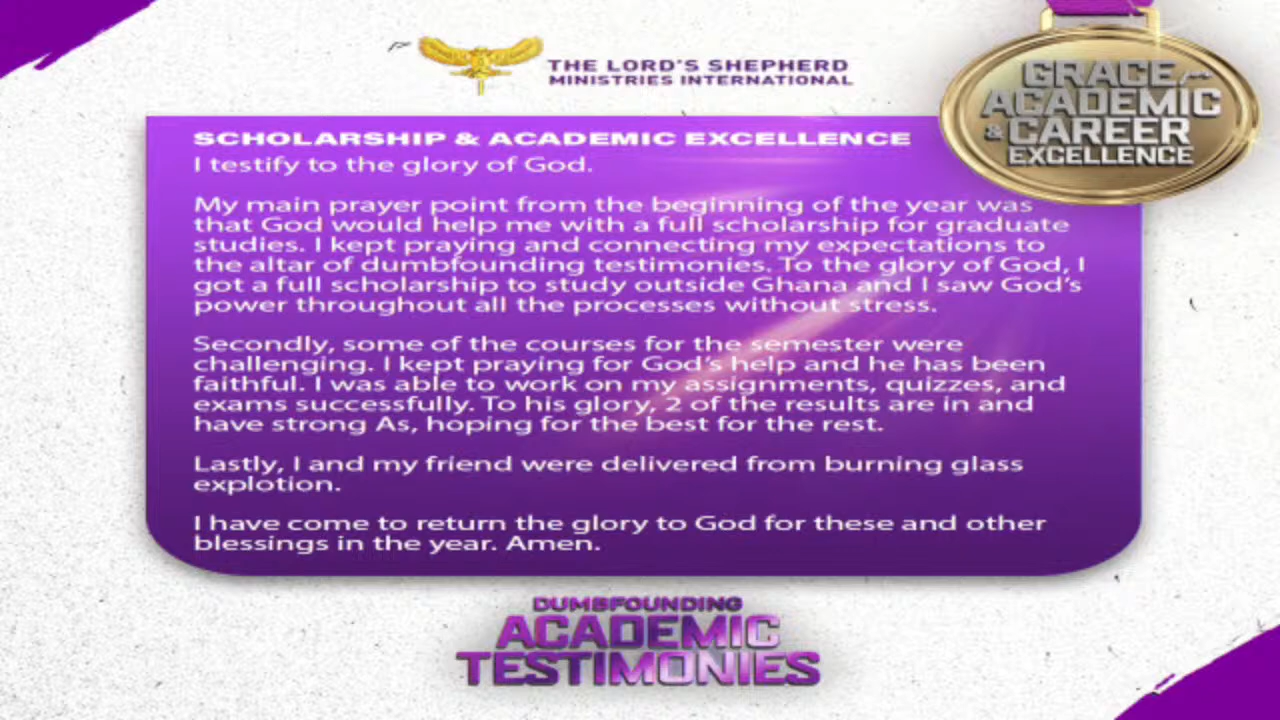 THE LORD'S SHEPHERD
MINISTRIES INTERNATIONAL
GRACE for
ACADEMIC
& CAREER
EXCELLENCE
SCHOLARSHIP & ACADEMIC EXCELLENCE
I testify to the glory of God.
My main prayer point from the beginning of the year was
that God would help me with a full scholarship for graduate
studies. I kept praying and connecting my expectations to
the altar of dumbfounding testimonies. To the glory of God, I
got a full scholarship to study outside Ghana and I saw God's
power throughout all the processes without stress.
Secondly, some of the courses for the semester were
challenging. I kept praying for God's help and he has been
faithful. I was able to work on my assignments, quizzes, and
exams successfully. To his glory, 2 of the results are in and
have strong As, hoping for the best for the rest.
Lastly, I and my friend were delivered from burning glass
explotion.
I have come to return the glory to God for these and other
blessings in the year. Amen.
DUMBFOUNDING
ACADEMIC
TESTIMONIES